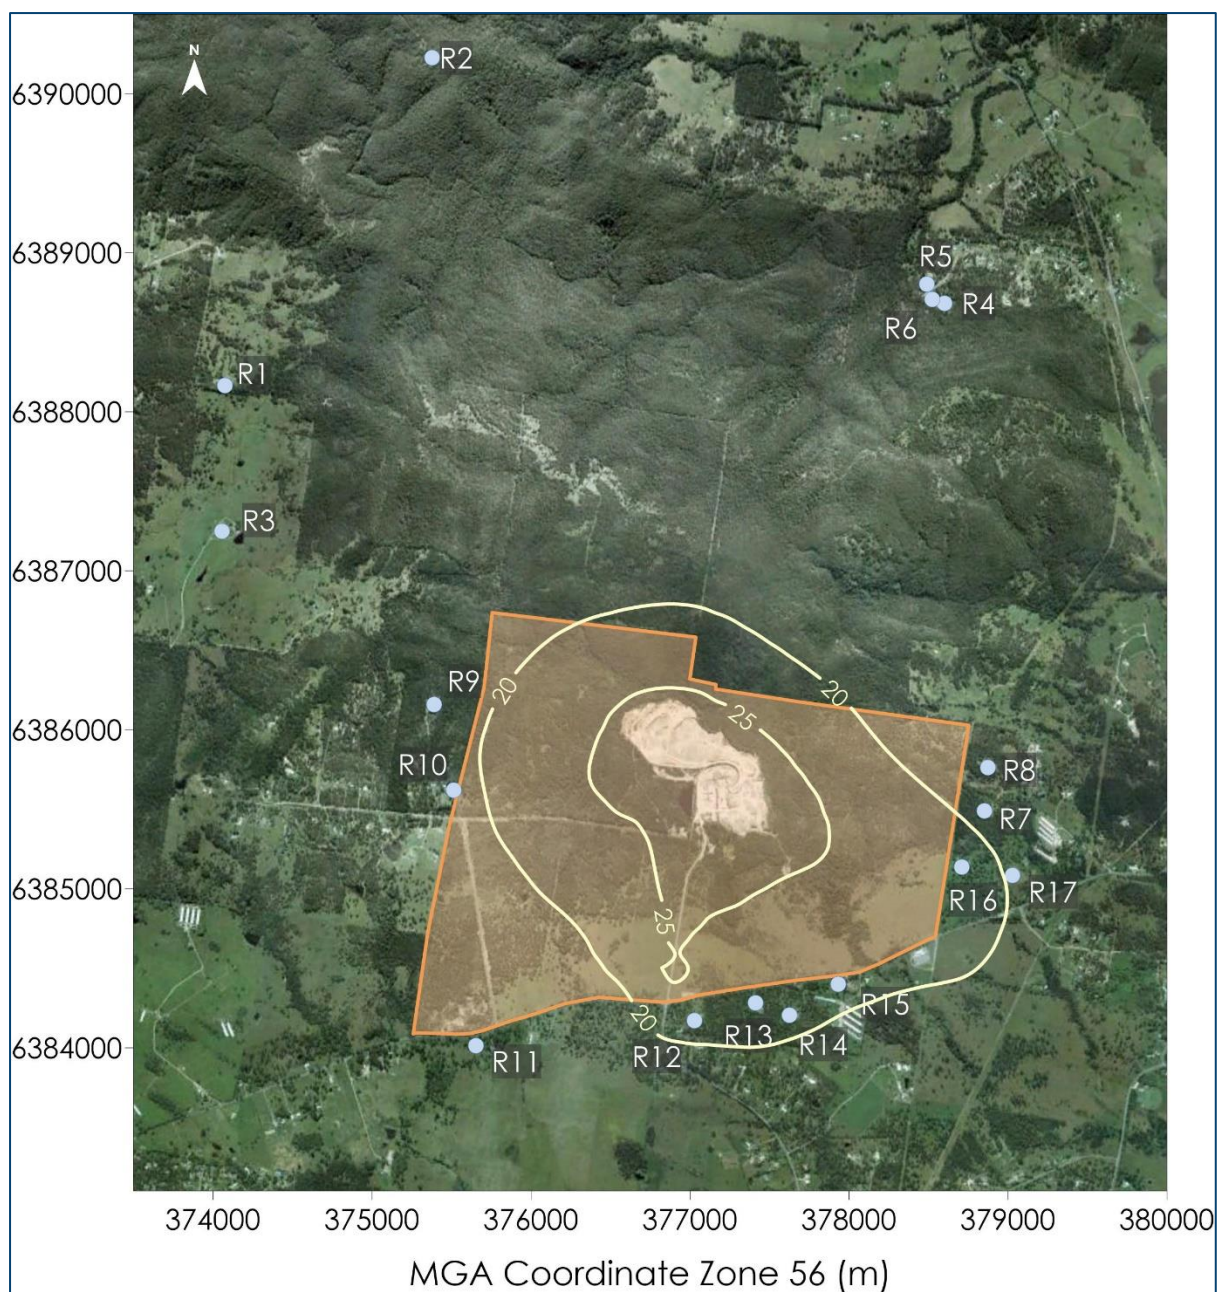 N
R2
6390000
6389000
R5
R4
R6
R1
6388000
R3
6387000
R9
20
20
25
6386000
R10
R8
R7
6385000
R16
R17
25
R15
20
R13
R14
R12
6384000
R11
374000 375000 376000 377000 378000 379000 380000
MGA Coordinate Zone 56 (m)